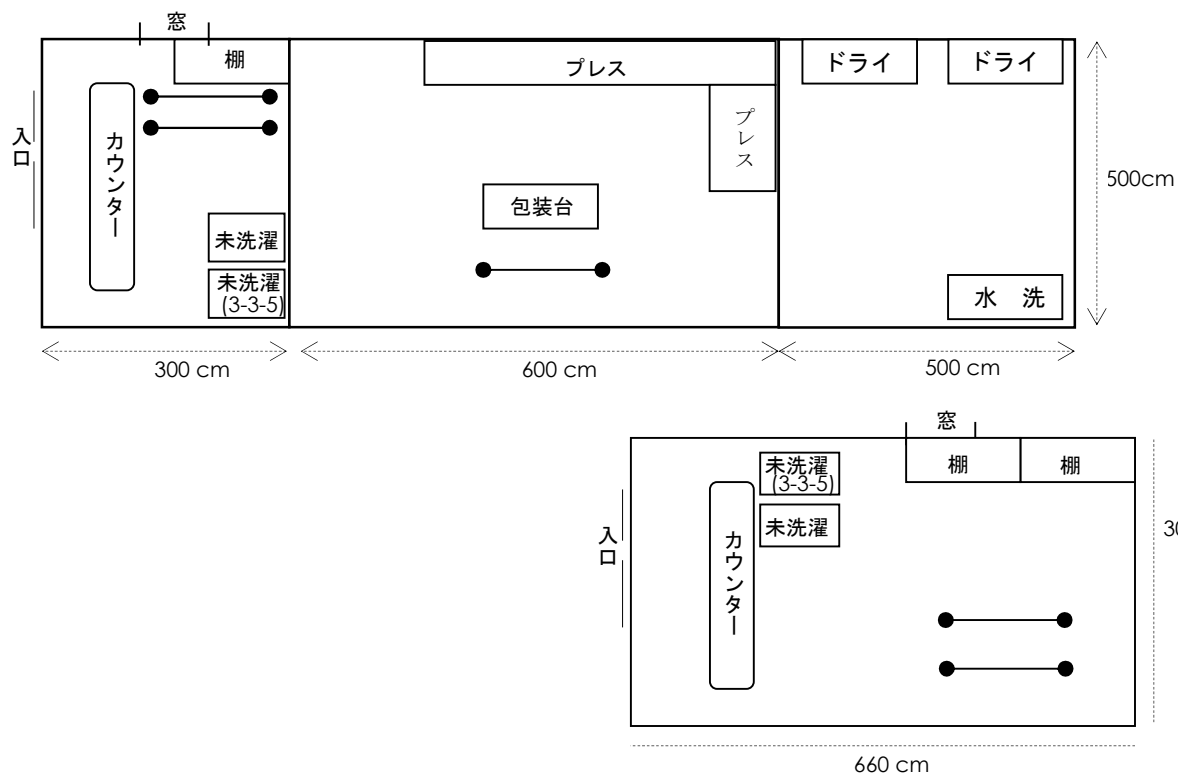 窓
棚
プレス
ドライ
ドライ
プレス
入口
カウンター
500cm
包装台
未洗濯
未洗濯
(3-3-5)
水 洗
300 cm
600 cm
500 cm
窓
未洗濯
(3-3-5)
棚
棚
未洗濯
入口
カウンター
660 cm